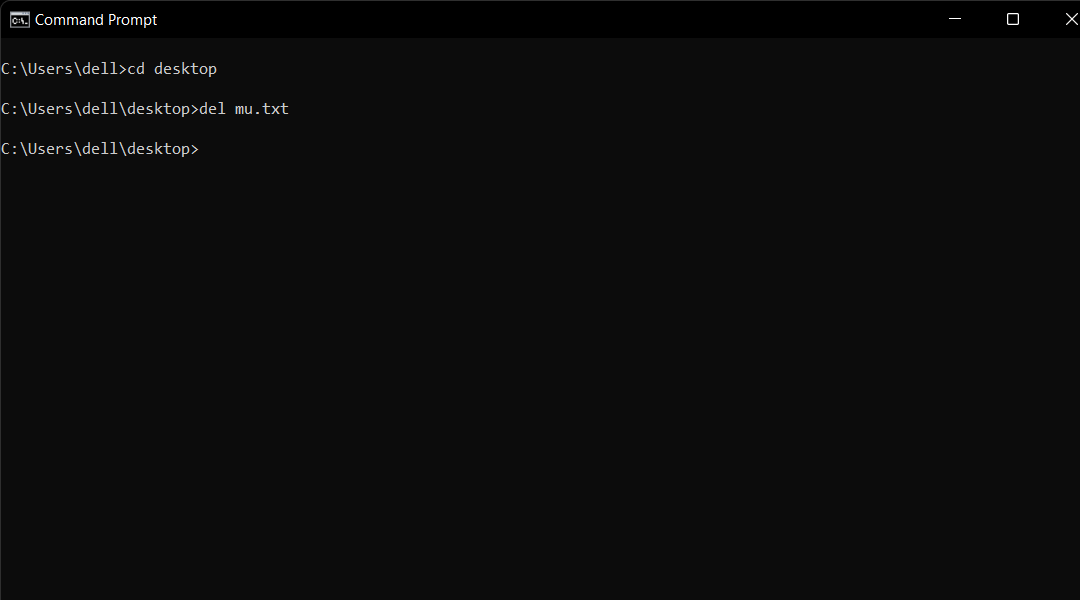 Command Prompt
C:\Users\dell>cd desktop
C:\Users\dell\desktop>del mu.txt
C:\Users\dell\desktop>